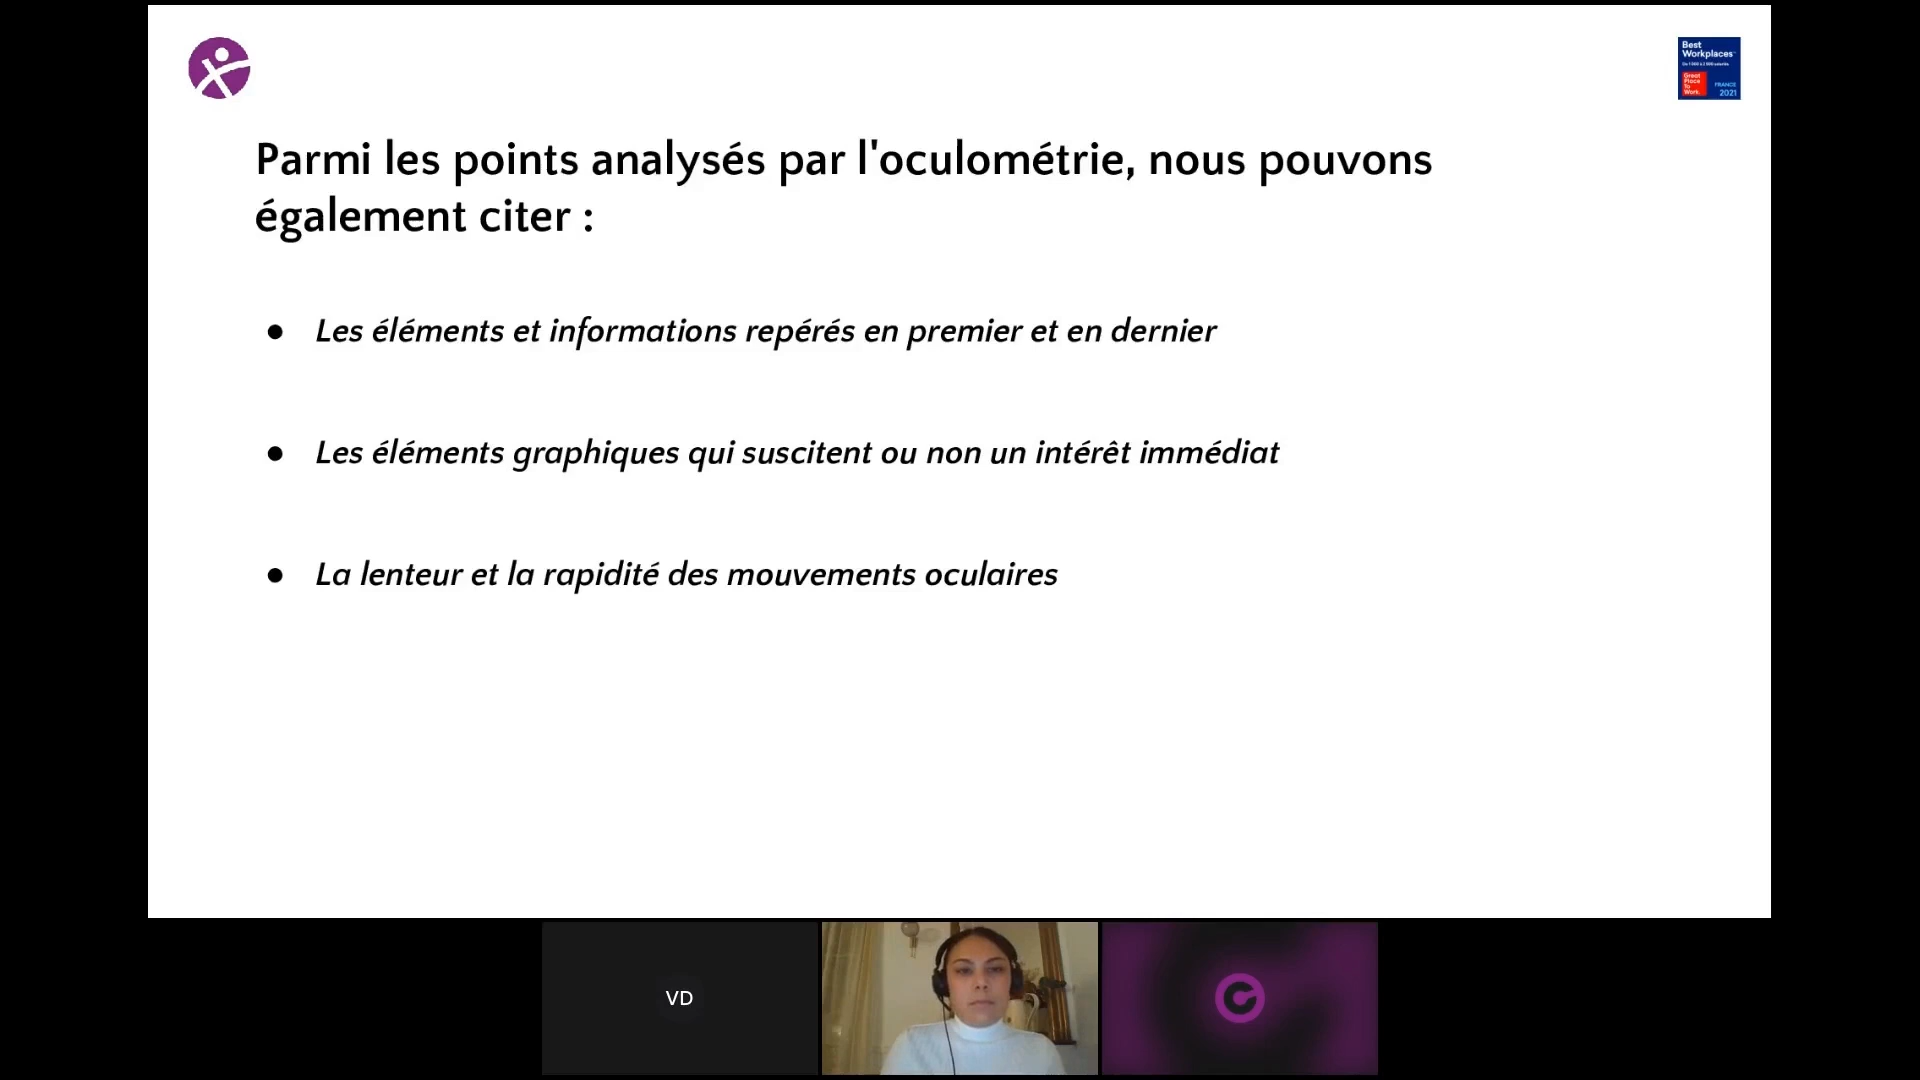 Best
Workplaces™
Great
Place
To
Work.
FRANCE
2021
Parmi les points analysés par l'oculométrie, nous pouvons
également citer :
● Les éléments et informations repérés en premier et en dernier
● Les éléments graphiques qui suscitent ou non un intérêt immédiat
● La lenteur et la rapidité des mouvements oculaires
VD